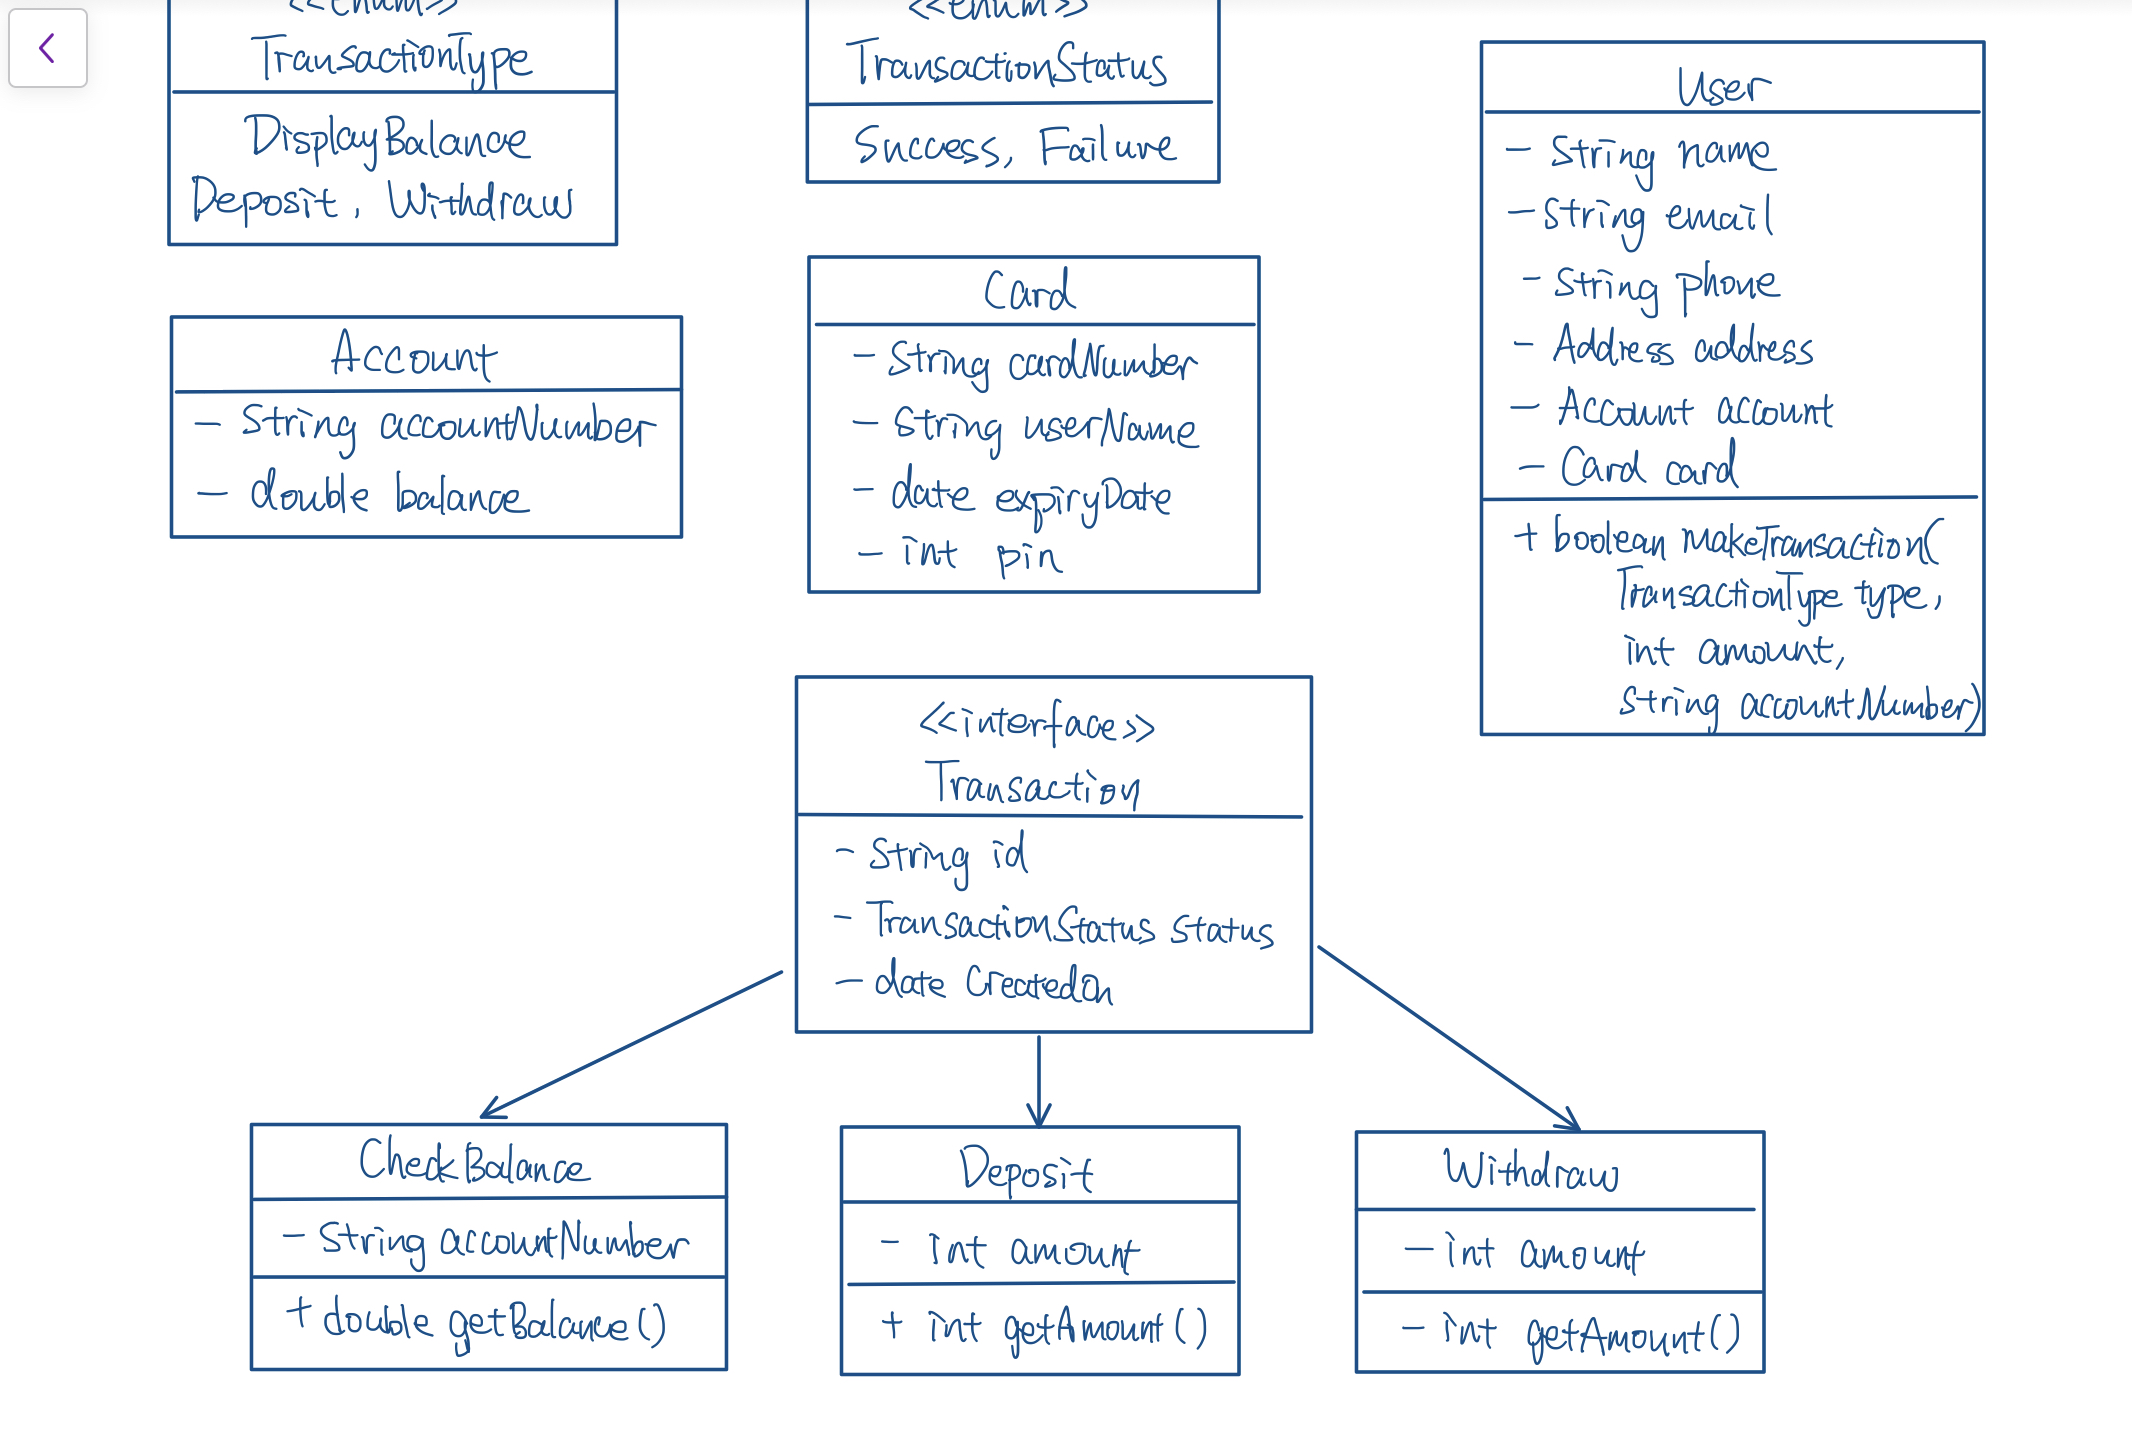 <<enum>>
TransactionType
DisplayBalance
Deposit, Withdraw
<<enum>>
TransactionStatus
Success, Failure
User
- String name
- String email
- String phone
- Address address
- Account account
- Card card
+ boolean makeTransaction(
TransactionType type,
int amount,
String accountNumber)
Account
- String accountNumber
- double balance
Card
- String cardNumber
- String userName
- date expiryDate
- int pin
<<interface>>
Transaction
- String id
- TransactionStatus status
- date CreatedOn
CheckBalance
- String accountNumber
+ double getBalance()
Deposit
- int amount
+ int getAmount()
Withdraw
- int amount
- int getAmount()